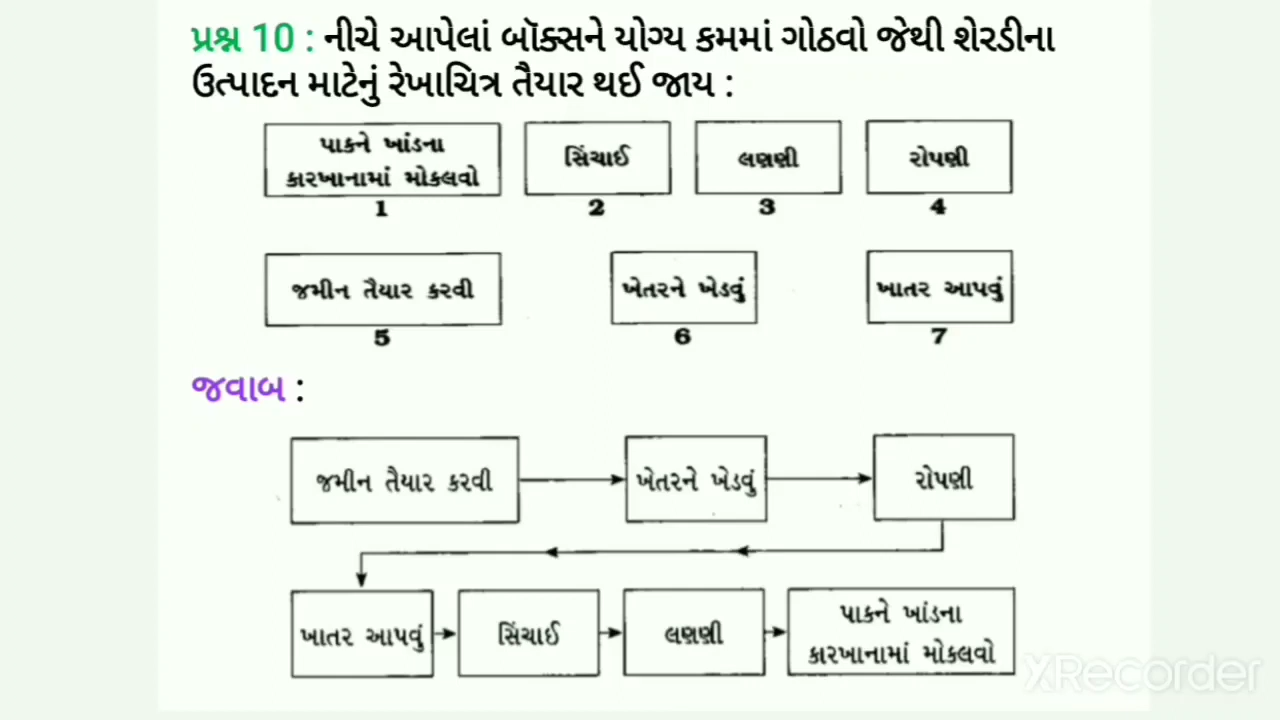 પ્રશ્ન 10 : નીચે આપેલાં બૉક્સને યોગ્ય કમમાં ગોઠવો જેથી શેરડીના
ઉત્પાદન માટેનું રેખાચિત્ર તૈયાર થઈ જાય :
પાકને ખાંડના
કારખાનામાં મોકલવો
1
સિંચાઈ
2
લણણી
3
રોપણી
4
જમીન તૈયાર કરવી
5
ખેતરને ખેડવું
6
ખાતર આપવું
7
જવાબ :
જમીન તૈયાર કરવી
ખેતરને ખેડવું
રોપણી
ખાતર આપવું
સિંચાઈ
લણણી
પાકને ખાંડના
કારખાનામાં મોકલવો
XRecorder